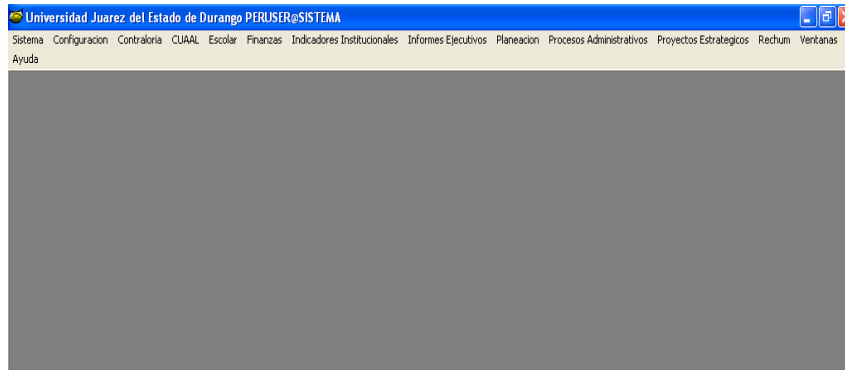 Universidad Juarez del Estado de Durango PERUSER@SISTEMA
Sistema Configuracion Contraloria CUAAL Escolar Finanzas Indicadores Institucionales Informes Ejecutivos Planeacion Procesos Administrativos Proyectos Estrategicos Rechum Ventanas
Ayuda